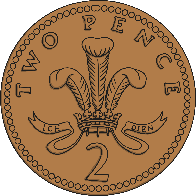 TWO PENCE
ICH DIEN
2